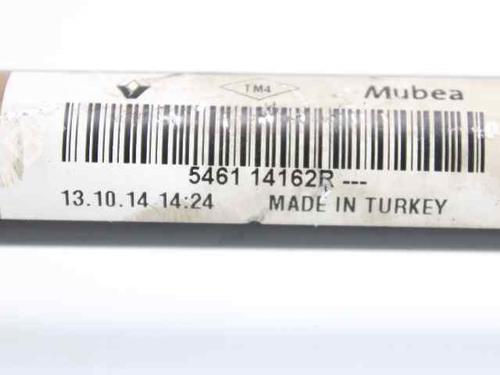 TM4 Mubea
5461 14162R ---
13.10.14 14:24 MADE IN TURKEY